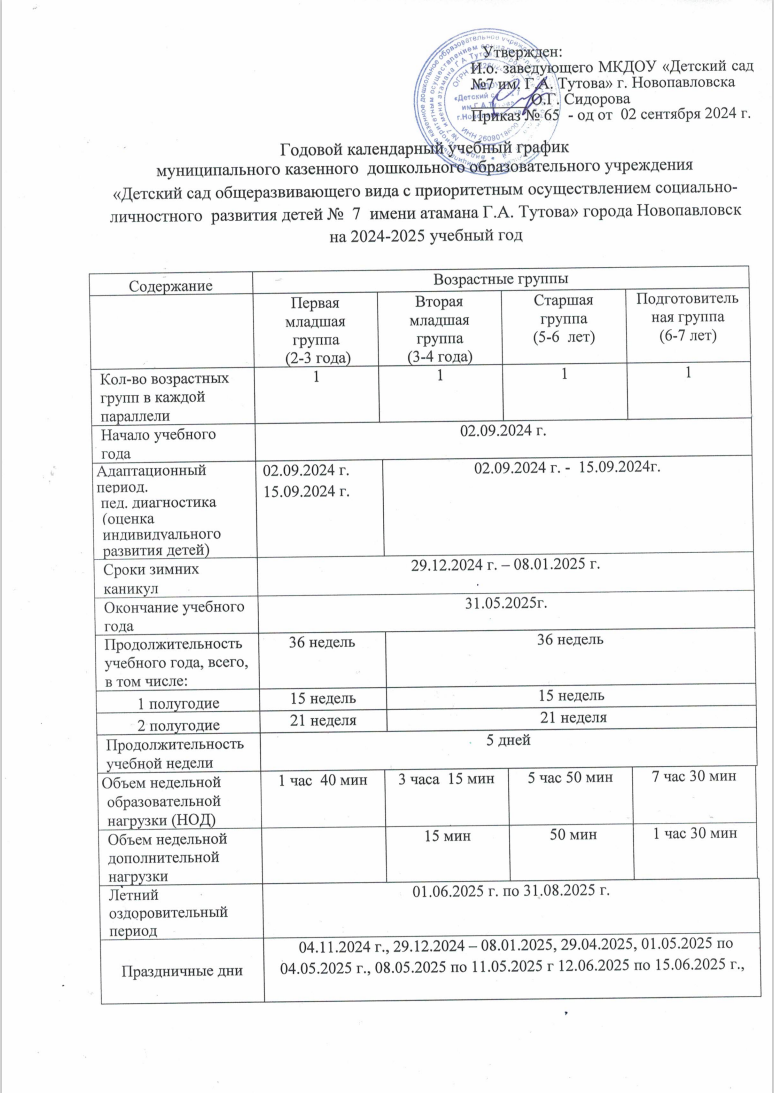 Утвержден:
И.о. заведующего МКДОУ «Детский сад
№7 им. Г.А. Тутова» г. Новопавловска
О.Г. Сидорова
Приказ № 65 - од от 02 сентября 2024 г.
Годовой календарный учебный график
муниципального казенного дошкольного образовательного учреждения
«Детский сад общеразвивающего вида с приоритетным осуществлением социально-
личностного развития детей № 7 имени атамана Г.А. Тутова» города Новопавловск
на 2024-2025 учебный год
Содержание
Возрастные группы
Первая
младшая
группа
(2-3 года)
Вторая
младшая
группа
(3-4 года)
Старшая
группа
(5-6 лет)
Подготовитель
ная группа
(6-7 лет)
Кол-во возрастных
групп в каждой
параллели
1
1
1
1
Начало учебного
года
02.09.2024 г.
Адаптационный
период.
пед. диагностика
(оценка
индивидуального
развития детей)
02.09.2024 г.
15.09.2024 г.
02.09.2024 г. - 15.09.2024г.
Сроки зимних
каникул
29.12.2024 г. – 08.01.2025 г.
Окончание учебного
года
31.05.2025г.
Продолжительность
учебного года, всего,
в том числе:
36 недель
36 недель
1 полугодие
15 недель
15 недель
2 полугодие
21 неделя
21 неделя
Продолжительность
учебной недели
5 дней
Объем недельной
образовательной
нагрузки (НОД)
1 час 40 мин
3 часа 15 мин
5 час 50 мин
7 час 30 мин
Объем недельной
дополнительной
нагрузки
15 мин
50 мин
1 час 30 мин
Летний
оздоровительный
период
01.06.2025 г. по 31.08.2025 г.
Праздничные дни
04.11.2024 г., 29.12.2024 – 08.01.2025, 29.04.2025, 01.05.2025 по
04.05.2025 г., 08.05.2025 по 11.05.2025 г 12.06.2025 по 15.06.2025 г.,